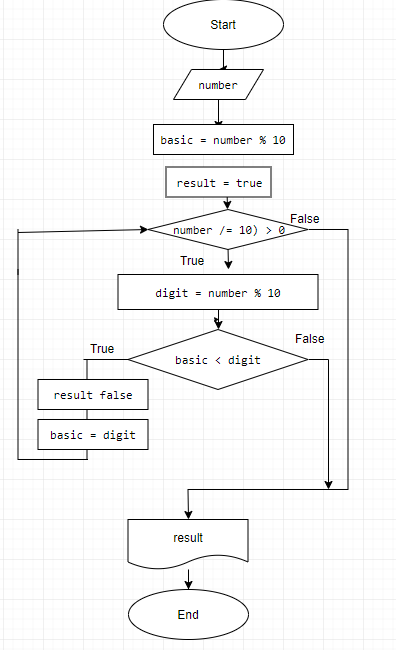 Start
number
basic = number % 10
result = true
number /= 10) > 0
False
True
digit = number % 10
basic < digit
True
False
result false
basic = digit
result
End